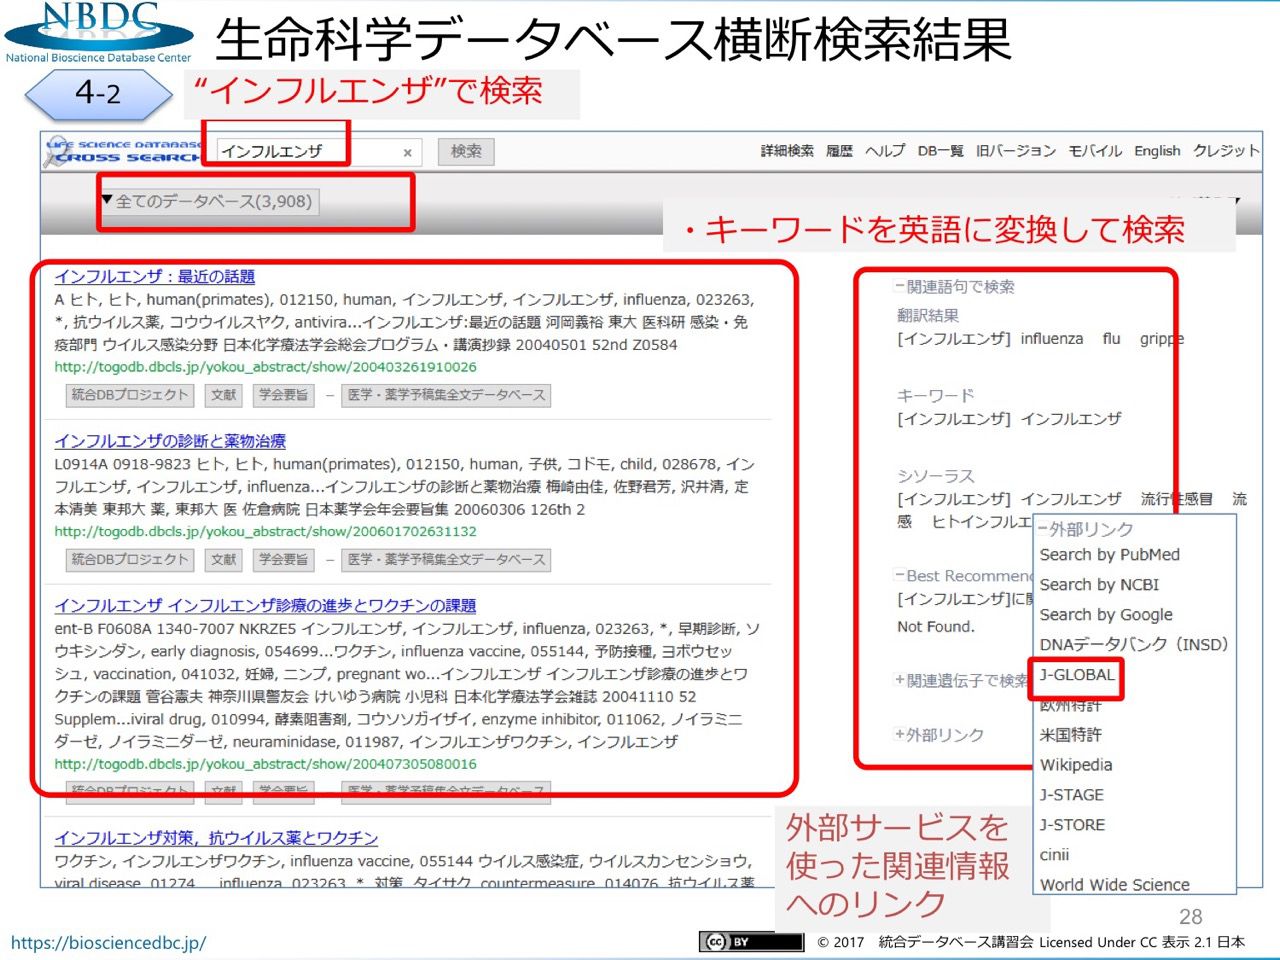 NBDC
National Bioscience Database Center
生命科学データベース横断検索結果
4-2
“インフルエンザ”で検索
LIFE SCIENCE DATABASE
CROSS SEARCH
インフルエンザ
x
検索
詳細検索 履歴 ヘルプ DB一覧 旧バージョン モバイル English クレジット
▼全てのデータベース(3,908)
・キーワードを英語に変換して検索
インフルエンザ：最近の話題
A ヒト, ヒト, human(primates), 012150, human, インフルエンザ, インフルエンザ, influenza, 023263,
*, 抗ウイルス薬, コウウイルスヤク, antivira...インフルエンザ:最近の話題 河岡義裕 東大 医科研 感染・免
疫部門 ウイルス感染分野 日本化学療法学会総会プログラム・講演抄録 20040501 52nd Z0584
http://togodb.dbcls.jp/yokou_abstract/show/200403261910026
統合DBプロジェクト 文献 学会要旨 － 医学・薬学予稿集全文データベース
インフルエンザの診断と薬物治療
L0914A 0918-9823 ヒト, ヒト, human(primates), 012150, human, 子供, コドモ, child, 028678, イン
フルエンザ, インフルエンザ, influenza...インフルエンザの診断と薬物治療 梅崎由佳, 佐野君芳, 沢井清, 定
本清美 東邦大 薬, 東邦大 医 佐倉病院 日本薬学会年会要旨集 20060306 126th 2
http://togodb.dbcls.jp/yokou_abstract/show/200601702631132
統合DBプロジェクト 文献 学会要旨 － 医学・薬学予稿集全文データベース
インフルエンザ インフルエンザ診療の進歩とワクチンの課題
ent-B F0608A 1340-7007 NKRZE5 インフルエンザ, インフルエンザ, influenza, 023263, *, 早期診断, ソ
ウキシンダン, early diagnosis, 054699...ワクチン, influenza vaccine, 055144, 予防接種, ヨボウセッ
シュ, vaccination, 041032, 妊婦, ニンプ, pregnant wo...インフルエンザ インフルエンザ診療の進歩とワ
クチンの課題 菅谷憲夫 神奈川県警友会 けいゆう病院 小児科 日本化学療法学会雑誌 20041110 52
Supplem...iviral drug, 010994, 酵素阻害剤, コウソソガイザイ, enzyme inhibitor, 011062, ノイラミニ
ダーゼ, ノイラミニダーゼ, neuraminidase, 011987, インフルエンザワクチン, インフルエンザ
http://togodb.dbcls.jp/yokou_abstract/show/200407305080016
統合DBプロジェクト 文献 学会要旨 － 医学・薬学予稿集全文データベース
インフルエンザ対策，抗ウイルス薬とワクチン
ワクチン, インフルエンザワクチン, influenza vaccine, 055144 ウイルス感染症, ウイルスカンセンショウ,
viral disease, 01274... influenza, 023263, *, 対策, タイサク, countermeasure, 014076, 抗ウイルス薬
－関連語句で検索
翻訳結果
[インフルエンザ] influenza flu grippe
キーワード
[インフルエンザ] インフルエンザ
シソーラス
[インフルエンザ] インフルエンザ 流行性感冒 流
感 ヒトインフルエ
－Best Recommen
[インフルエンザ]に関
Not Found.
＋関連遺伝子で検索
＋外部リンク
－外部リンク
Search by PubMed
Search by NCBI
Search by Google
DNAデータバンク（INSD）
J-GLOBAL
欧州特許
米国特許
Wikipedia
J-STAGE
J-STORE
cinii
World Wide Science
外部サービスを
使った関連情報
へのリンク
28
https://biosciencedbc.jp/
cc BY
© 2017 統合データベース講習会 Licensed Under CC 表示 2.1 日本